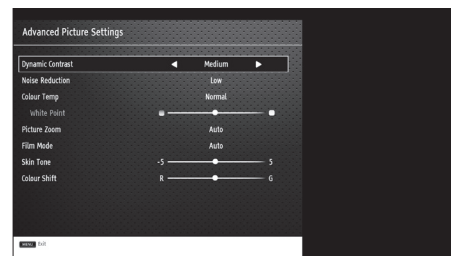 Advanced Picture Settings
Dynamic Contrast Medium
Noise Reduction Low
Colour Temp Normal
White Point
Picture Zoom Auto
Film Mode Auto
Skin Tone -5 5
Colour Shift R G
MENU Exit